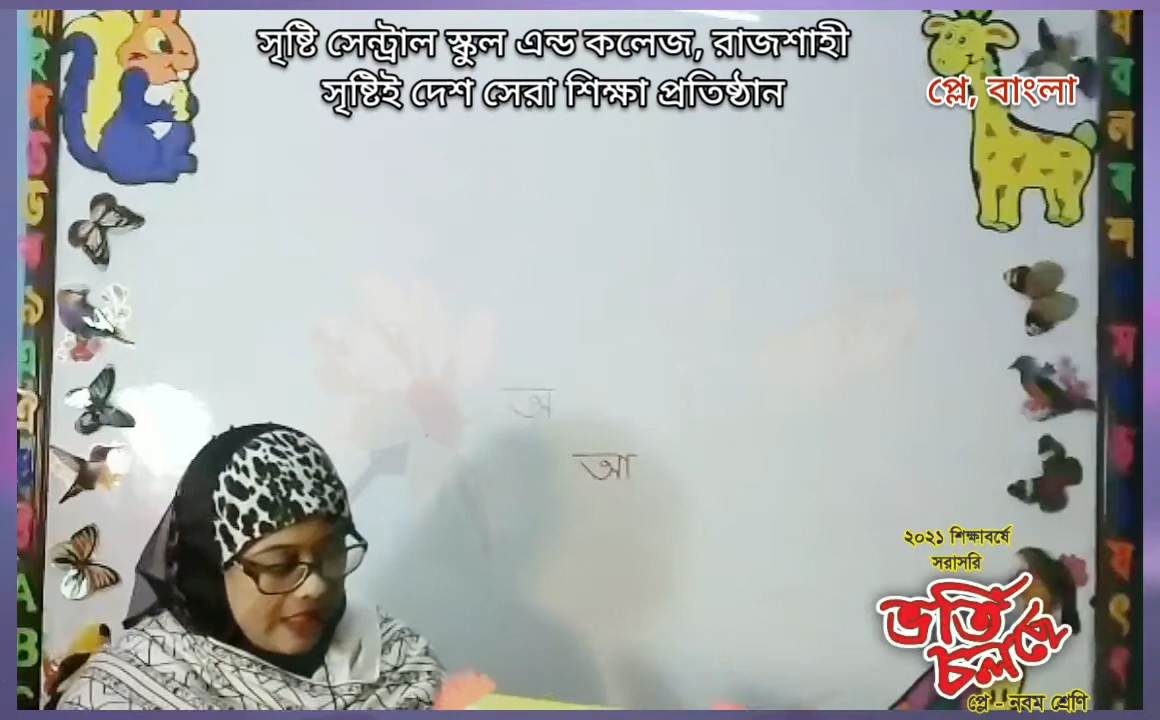 সৃষ্টি সেন্ট্রাল স্কুল এন্ড কলেজ, রাজশাহী
সৃষ্টিই দেশ সেরা শিক্ষা প্রতিষ্ঠান
প্লে, বাংলা
অ
আ
২০২১ শিক্ষাবর্ষে
সরাসরি
ভর্তি
চলছে
প্লে - নবম শ্রেণি
A
B